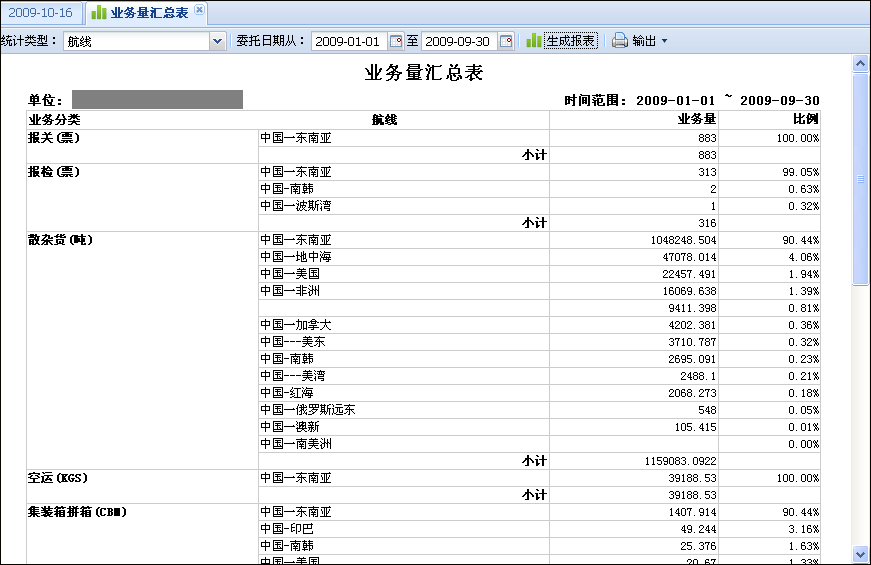 2009-10-16 业务量汇总表
统计类型： 航线 委托日期从： 2009-01-01 至 2009-09-30 生成报表 输出
业务量汇总表
单位： 时间范围： 2009-01-01 ~ 2009-09-30
业务分类 航线 业务量 比例
报关(票) 中国—东南亚 883 100.00%
小计 883
报检(票) 中国—东南亚 313 99.05%
中国-南韩 2 0.63%
中国—波斯湾 1 0.32%
小计 316
散杂货(吨) 中国—东南亚 1048248.504 90.44%
中国—地中海 47078.014 4.06%
中国—美国 22457.491 1.94%
中国—非洲 16069.638 1.39%
9411.398 0.81%
中国—加拿大 4202.381 0.36%
中国---美东 3710.787 0.32%
中国-南韩 2695.091 0.23%
中国---美湾 2488.1 0.21%
中国-红海 2068.273 0.18%
中国—俄罗斯远东 548 0.05%
中国—澳新 105.415 0.01%
中国—南美洲 0.00%
小计 1159083.0922
空运(KGS) 中国—东南亚 39188.53 100.00%
小计 39188.53
集装箱拼箱(CBM) 中国—东南亚 1407.914 90.44%
中国-印巴 49.244 3.16%
中国-南韩 25.376 1.63%
中国—美国 20.67 1.33%